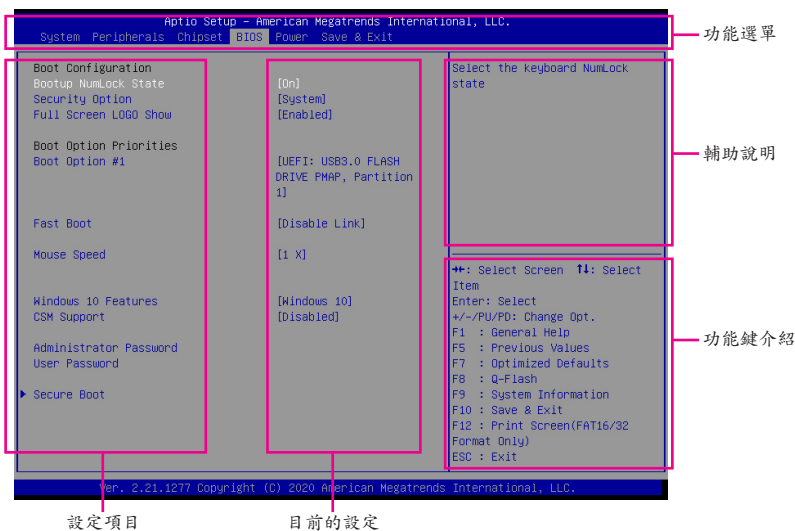 Aptio Setup – American Megatrends International, LLC.
System Peripherals Chipset BIOS Power Save & Exit
功能選單
Boot Configuration
Bootup NumLock State [On]
Security Option [System]
Full Screen LOGO Show [Enabled]
Boot Option Priorities
Boot Option #1 [UEFI: USB3.0 FLASH
DRIVE PMAP, Partition
1]
Fast Boot [Disable Link]
Mouse Speed [1 X]
Windows 10 Features [Windows 10]
CSM Support [Disabled]
Administrator Password
User Password
Secure Boot
Select the keyboard NumLock
state
輔助說明
→←: Select Screen ↑↓: Select
Item
Enter: Select
+/-/PU/PD: Change Opt.
F1 : General Help
F5 : Previous Values
F7 : Optimized Defaults
F8 : Q-Flash
F9 : System Information
F10 : Save & Exit
F12 : Print Screen(FAT16/32
Format Only)
ESC : Exit
功能鍵介紹
Ver. 2.21.1277 Copyright (C) 2020 American Megatrends International, LLC.
設定項目
目前的設定